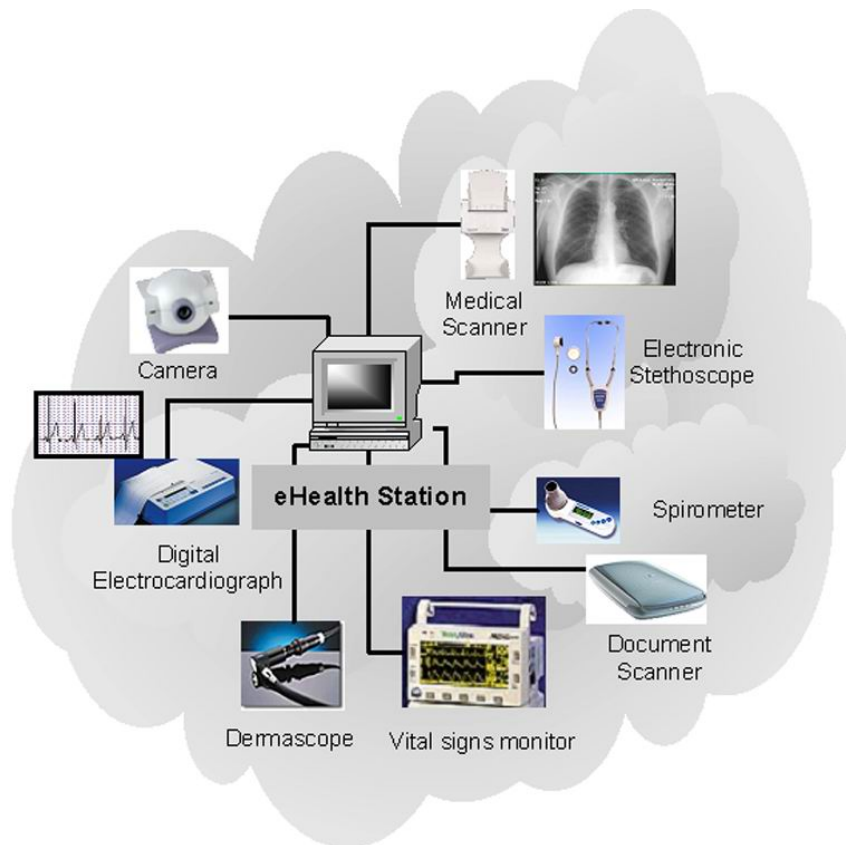 Medical
Scanner
Camera
Electronic
Stethoscope
eHealth Station
Spirometer
Digital
Electrocardiograph
Document
Scanner
Dermascope
Vital signs monitor